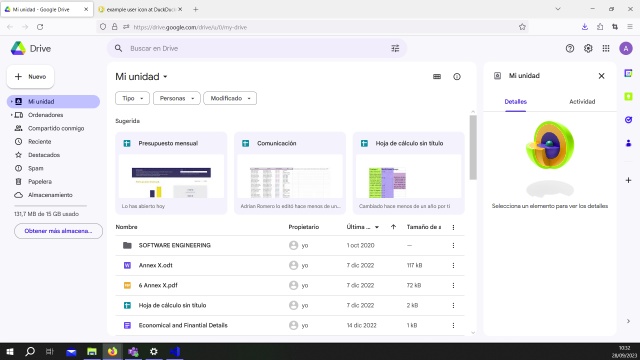 Mi unidad - Google Drive
example user icon at DuckDuc
https://drive.google.com/drive/u/0/my-drive
Drive
Buscar en Drive
A
Nuevo
Mi unidad
Ordenadores
Compartido conmigo
Reciente
Destacados
Spam
Papelera
Almacenamiento
131,7 MB de 15 GB usado
Obtener más almacena...
Mi unidad
Tipo
Personas
Modificado
Sugerida
Presupuesto mensual
Lo has abierto hoy
Comunicación
Adrian Romero lo editó hace menos de un...
Hoja de cálculo sin título
Cambiado hace menos de un año por ti
Nombre Propietario Última ... Tamaño de a
SOFTWARE ENGINEERING yo 1 oct 2020 —
Annex X.odt yo 7 dic 2022 117 kB
6 Annex X.pdf yo 7 dic 2022 72 kB
Hoja de cálculo sin título yo 7 dic 2022 2 kB
Economical and Finantial Details yo 14 dic 2022 1 kB
Mi unidad
Detalles
Actividad
Selecciona un elemento para ver los detalles
10:32
28/09/2023